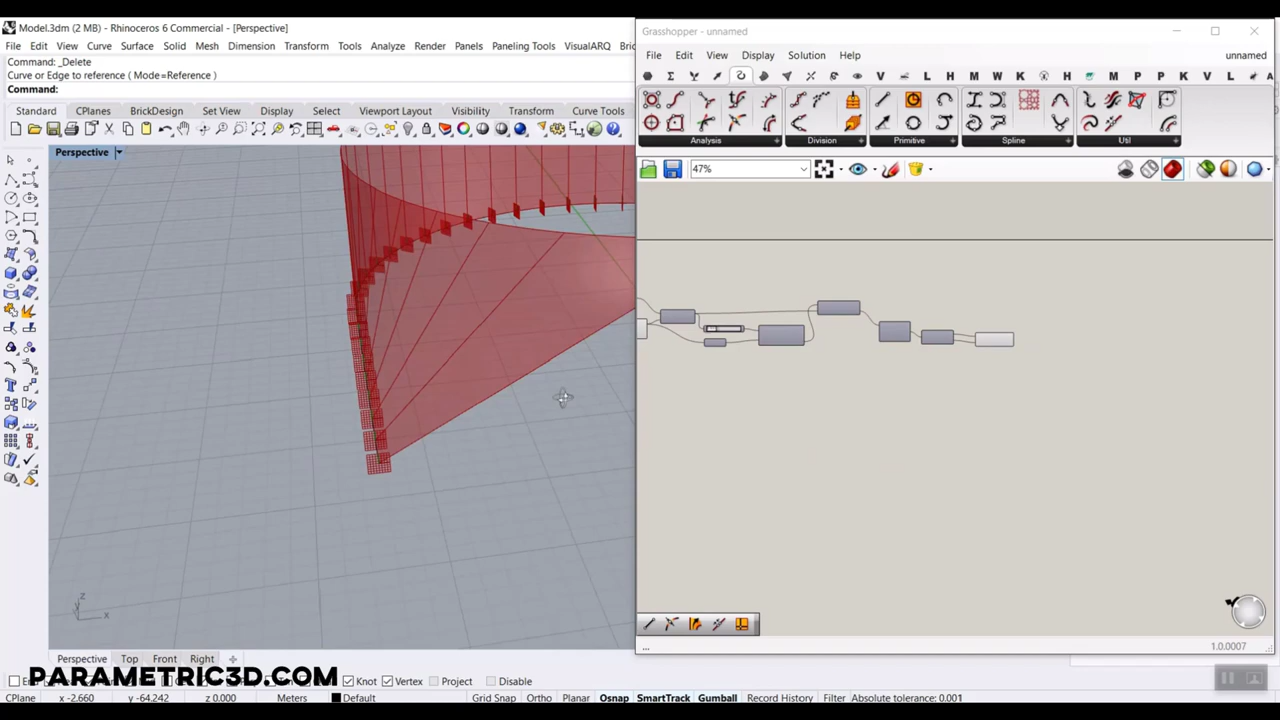 Model.3dm (2 MB) - Rhinoceros 6 Commercial - [Perspective]
File Edit View Curve Surface Solid Mesh Dimension Transform Tools Analyze Render Panels Paneling Tools VisualARQ
Command: _Delete
Curve or Edge to reference ( Mode=Reference )
Command:
Standard CPlanes BrickDesign Set View Display Select Viewport Layout Visibility Transform Curve Tools
Perspective
z
y
x
Perspective Top Front Right
PARAMETRIC3D.COM
Knot Vertex Project Disable
CPlane x -2.660 y -64.242 z 0.000 Meters Default Grid Snap Ortho Planar Osnap SmartTrack Gumball Record History Filter Absolute tolerance: 0.001
Grasshopper - unnamed
File Edit View Display Solution Help unnamed
V L H M W K H M P P K V L
Analysis Division Primitive Spline Util
47%
...
1.0.0007